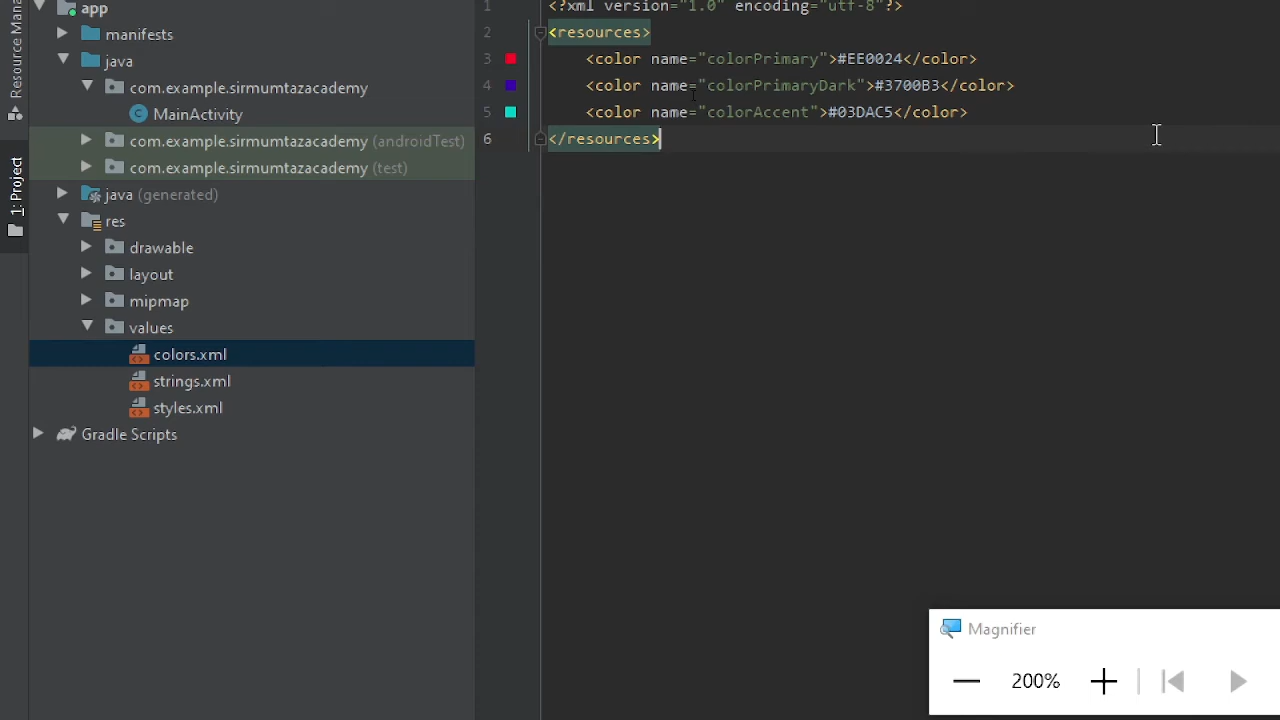 Resource Mana
1: Project
app
manifests
java
com.example.sirmumtazacademy
MainActivity
com.example.sirmumtazacademy (androidTest)
com.example.sirmumtazacademy (test)
java (generated)
res
drawable
layout
mipmap
values
colors.xml
strings.xml
styles.xml
Gradle Scripts
1 <?xml version="1.0" encoding="utf-8"?>
2 <resources>
3 <color name="colorPrimary">#EE0024</color>
4 <color name="colorPrimaryDark">#3700B3</color>
5 <color name="colorAccent">#03DAC5</color>
6 </resources>
Magnifier
200%